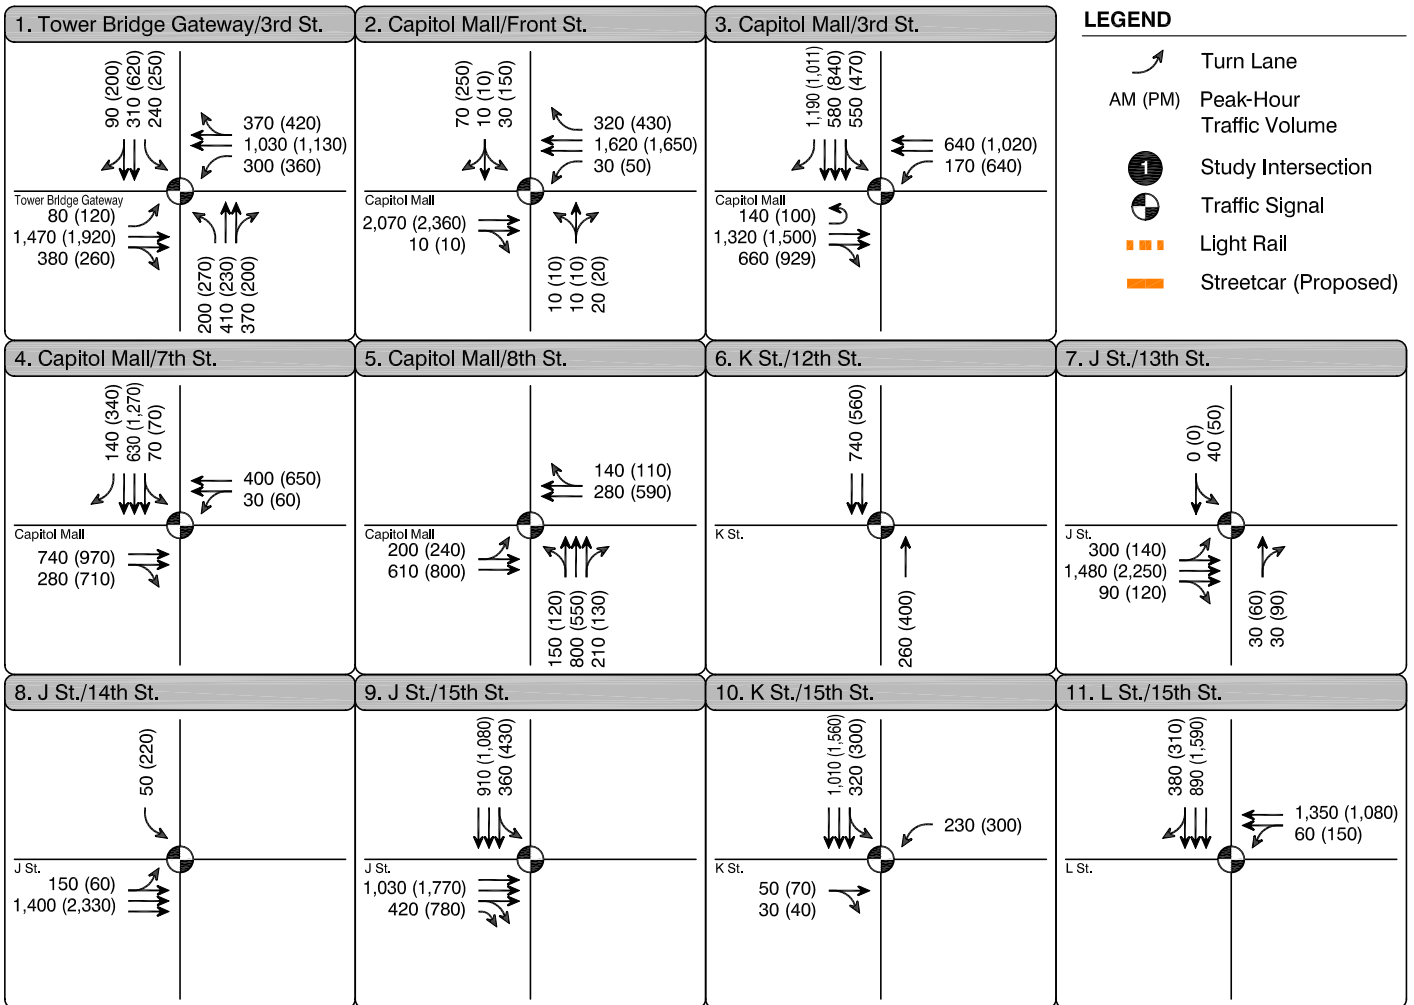 1. Tower Bridge Gateway/3rd St.
90 (200)
310 (620)
240 (250)
370 (420)
1,030 (1,130)
300 (360)
Tower Bridge Gateway
80 (120)
1,470 (1,920)
380 (260)
200 (270)
410 (230)
370 (200)
2. Capitol Mall/Front St.
70 (250)
10 (10)
30 (150)
320 (430)
1,620 (1,650)
30 (50)
Capitol Mall
2,070 (2,360)
10 (10)
10 (10)
10 (10)
20 (20)
3. Capitol Mall/3rd St.
1,190 (1,011)
580 (840)
550 (470)
640 (1,020)
170 (640)
Capitol Mall
140 (100)
1,320 (1,500)
660 (929)
LEGEND
Turn Lane
AM (PM) Peak-Hour
Traffic Volume
1 Study Intersection
Traffic Signal
Light Rail
Streetcar (Proposed)
4. Capitol Mall/7th St.
140 (340)
630 (1,270)
70 (70)
400 (650)
30 (60)
Capitol Mall
740 (970)
280 (710)
5. Capitol Mall/8th St.
140 (110)
280 (590)
Capitol Mall
200 (240)
610 (800)
150 (120)
800 (550)
210 (130)
6. K St./12th St.
740 (560)
K St.
260 (400)
7. J St./13th St.
0 (0)
40 (50)
J St.
300 (140)
1,480 (2,250)
90 (120)
30 (60)
30 (90)
8. J St./14th St.
50 (220)
J St.
150 (60)
1,400 (2,330)
9. J St./15th St.
910 (1,080)
360 (430)
J St.
1,030 (1,770)
420 (780)
10. K St./15th St.
1,010 (1,560)
320 (300)
230 (300)
K St.
50 (70)
30 (40)
11. L St./15th St.
380 (310)
890 (1,590)
1,350 (1,080)
60 (150)
L St.